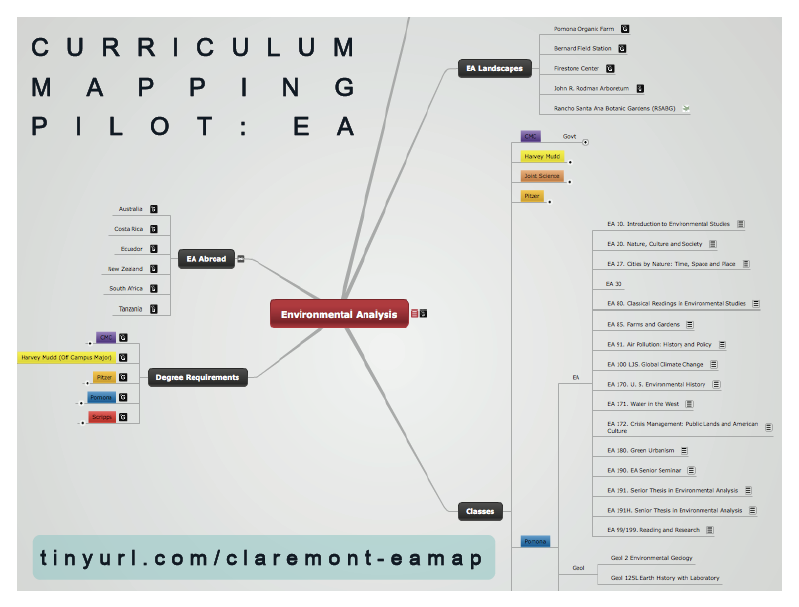 CURRICULUM
MAPPING
PILOT: EA
EA Landscapes
Pomona Organic Farm
Bernard Field Station
Firestone Center
John R. Rodman Arboretum
Rancho Santa Ana Botanic Gardens (RSABG)
CMC
Govt
Harvey Mudd
Joint Science
Pitzer
Australia
Costa Rica
Ecuador
New Zealand
South Africa
Tanzania
EA Abroad
Environmental Analysis
CMC
Harvey Mudd (Off Campus Major)
Pitzer
Pomona
Scripps
Degree Requirements
Classes
Pomona
EA
EA 10. Introduction to Environmental Studies
EA 20. Nature, Culture and Society
EA 27. Cities by Nature: Time, Space and Place
EA 30
EA 80. Classical Readings in Environmental Studies
EA 85. Farms and Gardens
EA 91. Air Pollution: History and Policy
EA 100 LJS. Global Climate Change
EA 170. U. S. Environmental History
EA 171. Water in the West
EA 172. Crisis Management: Public Lands and American
Culture
EA 180. Green Urbanism
EA 190. EA Senior Seminar
EA 191. Senior Thesis in Environmental Analysis
EA 191H. Senior Thesis in Environmental Analysis
EA 99/199. Reading and Research
Geol
Geol 2 Environmental Geology
Geol 125L Earth History with Laboratory
tinyurl.com/claremont-eamap